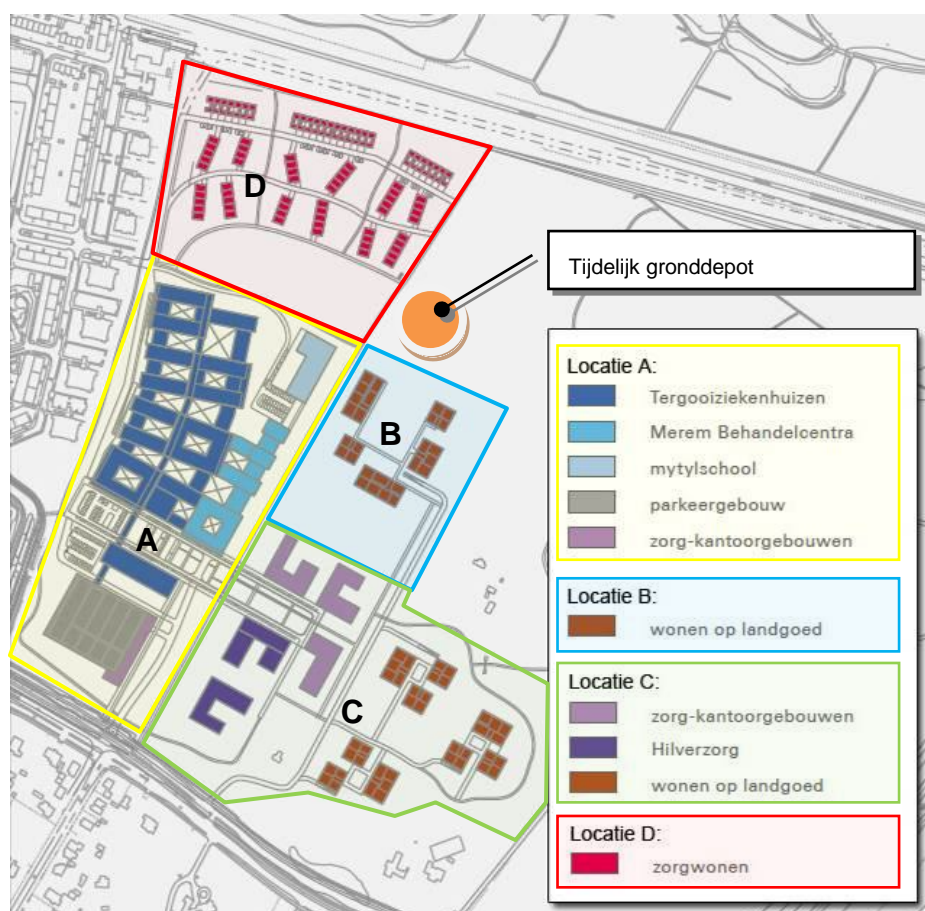 D
Tijdelijk gronddepot
B
A
C
Locatie A:
Tergooiziekenhuizen
Merem Behandelcentra
mytylschool
parkeergebouw
zorg-kantoorgebouwen
Locatie B:
wonen op landgoed
Locatie C:
zorg-kantoorgebouwen
Hilverzorg
wonen op landgoed
Locatie D:
zorgwonen